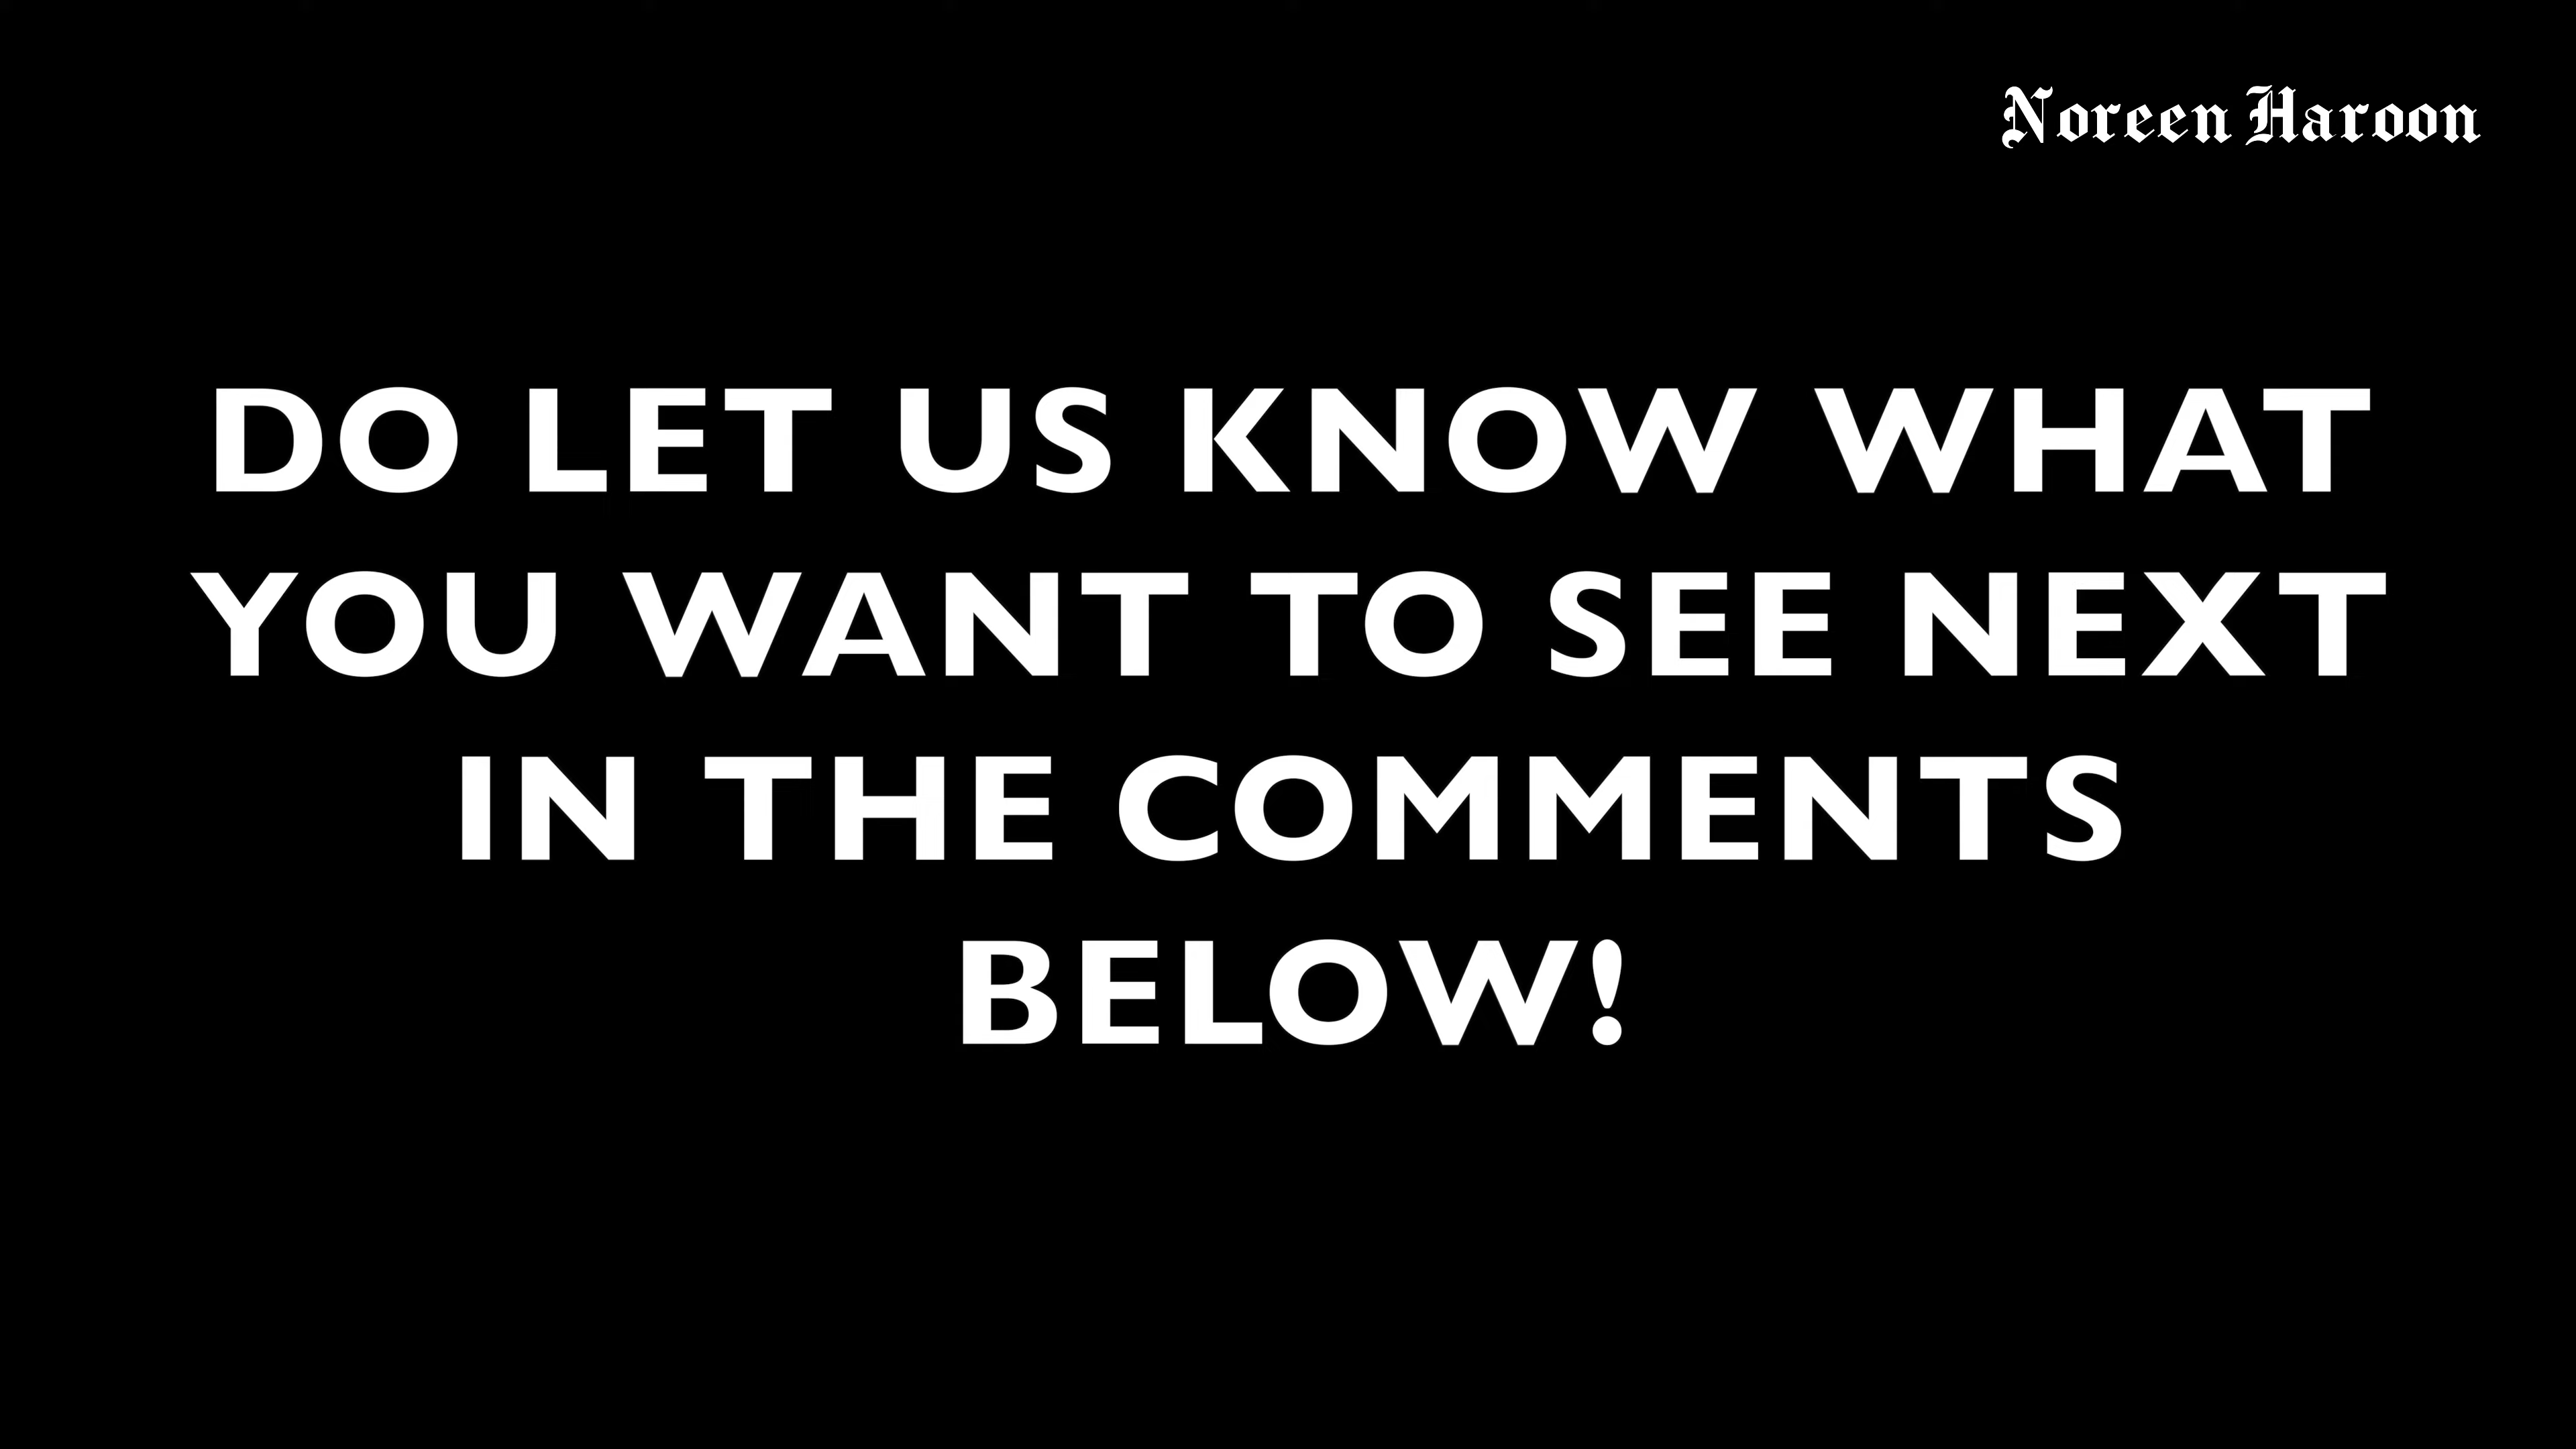 Noreen Haroon
DO LET US KNOW WHAT
YOU WANT TO SEE NEXT
IN THE COMMENTS
BELOW!